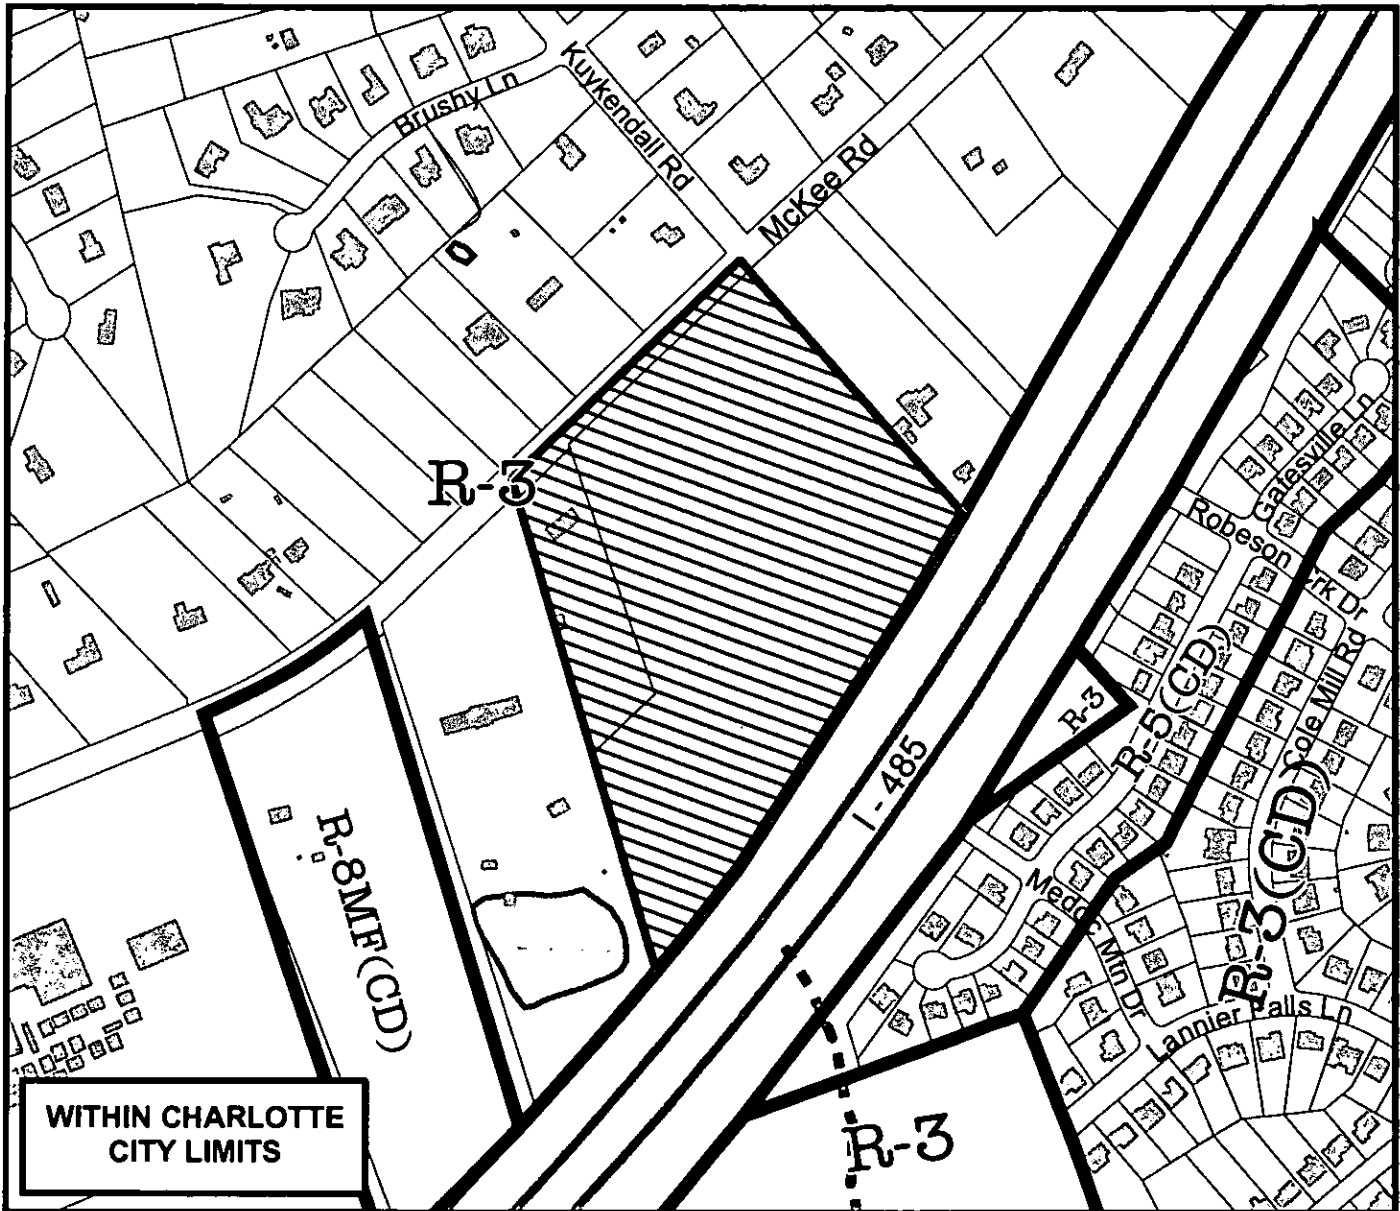 Brushy Ln
Kuykendall Rd
McKee Rd
R-3
Gatesville Ln
Robeson Crk Dr
Cole Mill Rd
R-5(CD)
R-3
I - 485
R-3(CD)
R-8MF(CD)
Medoc Mtn Dr
Lannier Falls Ln
R-3
WITHIN CHARLOTTE
CITY LIMITS